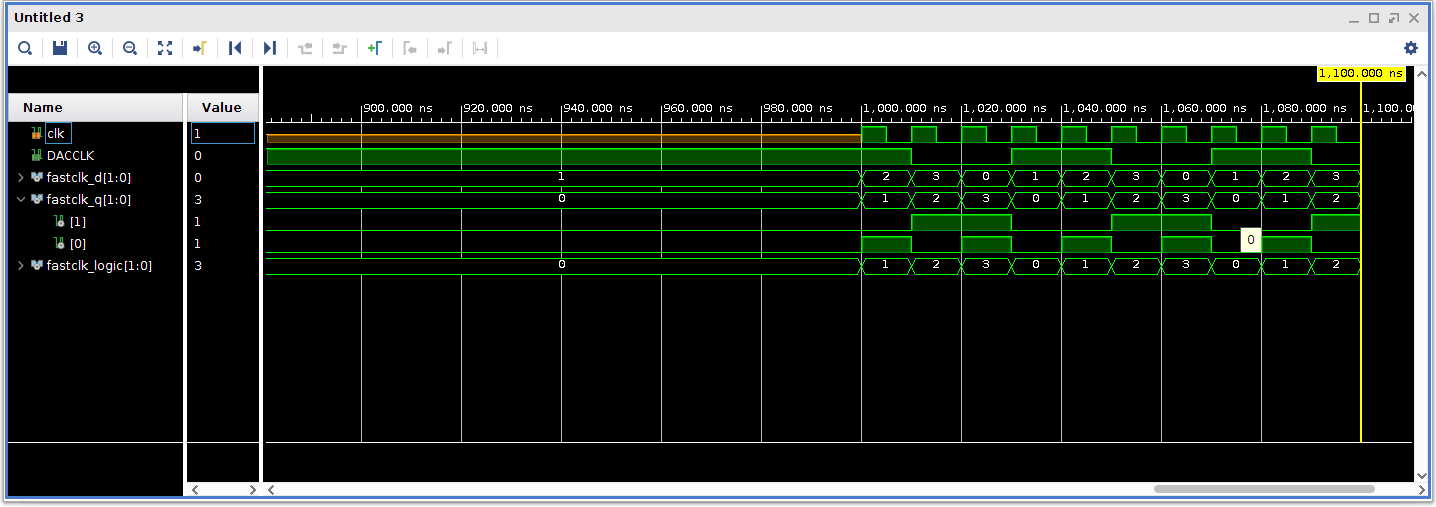 Untitled 3
1,100.000 ns
Name Value
900.000 ns 920.000 ns 940.000 ns 960.000 ns 980.000 ns 1,000.000 ns 1,020.000 ns 1,040.000 ns 1,060.000 ns 1,080.000 ns 1,100.0
clk 1
DACCLK 0
fastclk_d[1:0] 0 1 2 3 0 1 2 3 0 1 2 3
fastclk_q[1:0] 3 0 1 2 3 0 1 2 3 0 1 2
[1] 1
[0] 1 0
fastclk_logic[1:0] 3 0 1 2 3 0 1 2 3 0 1 2